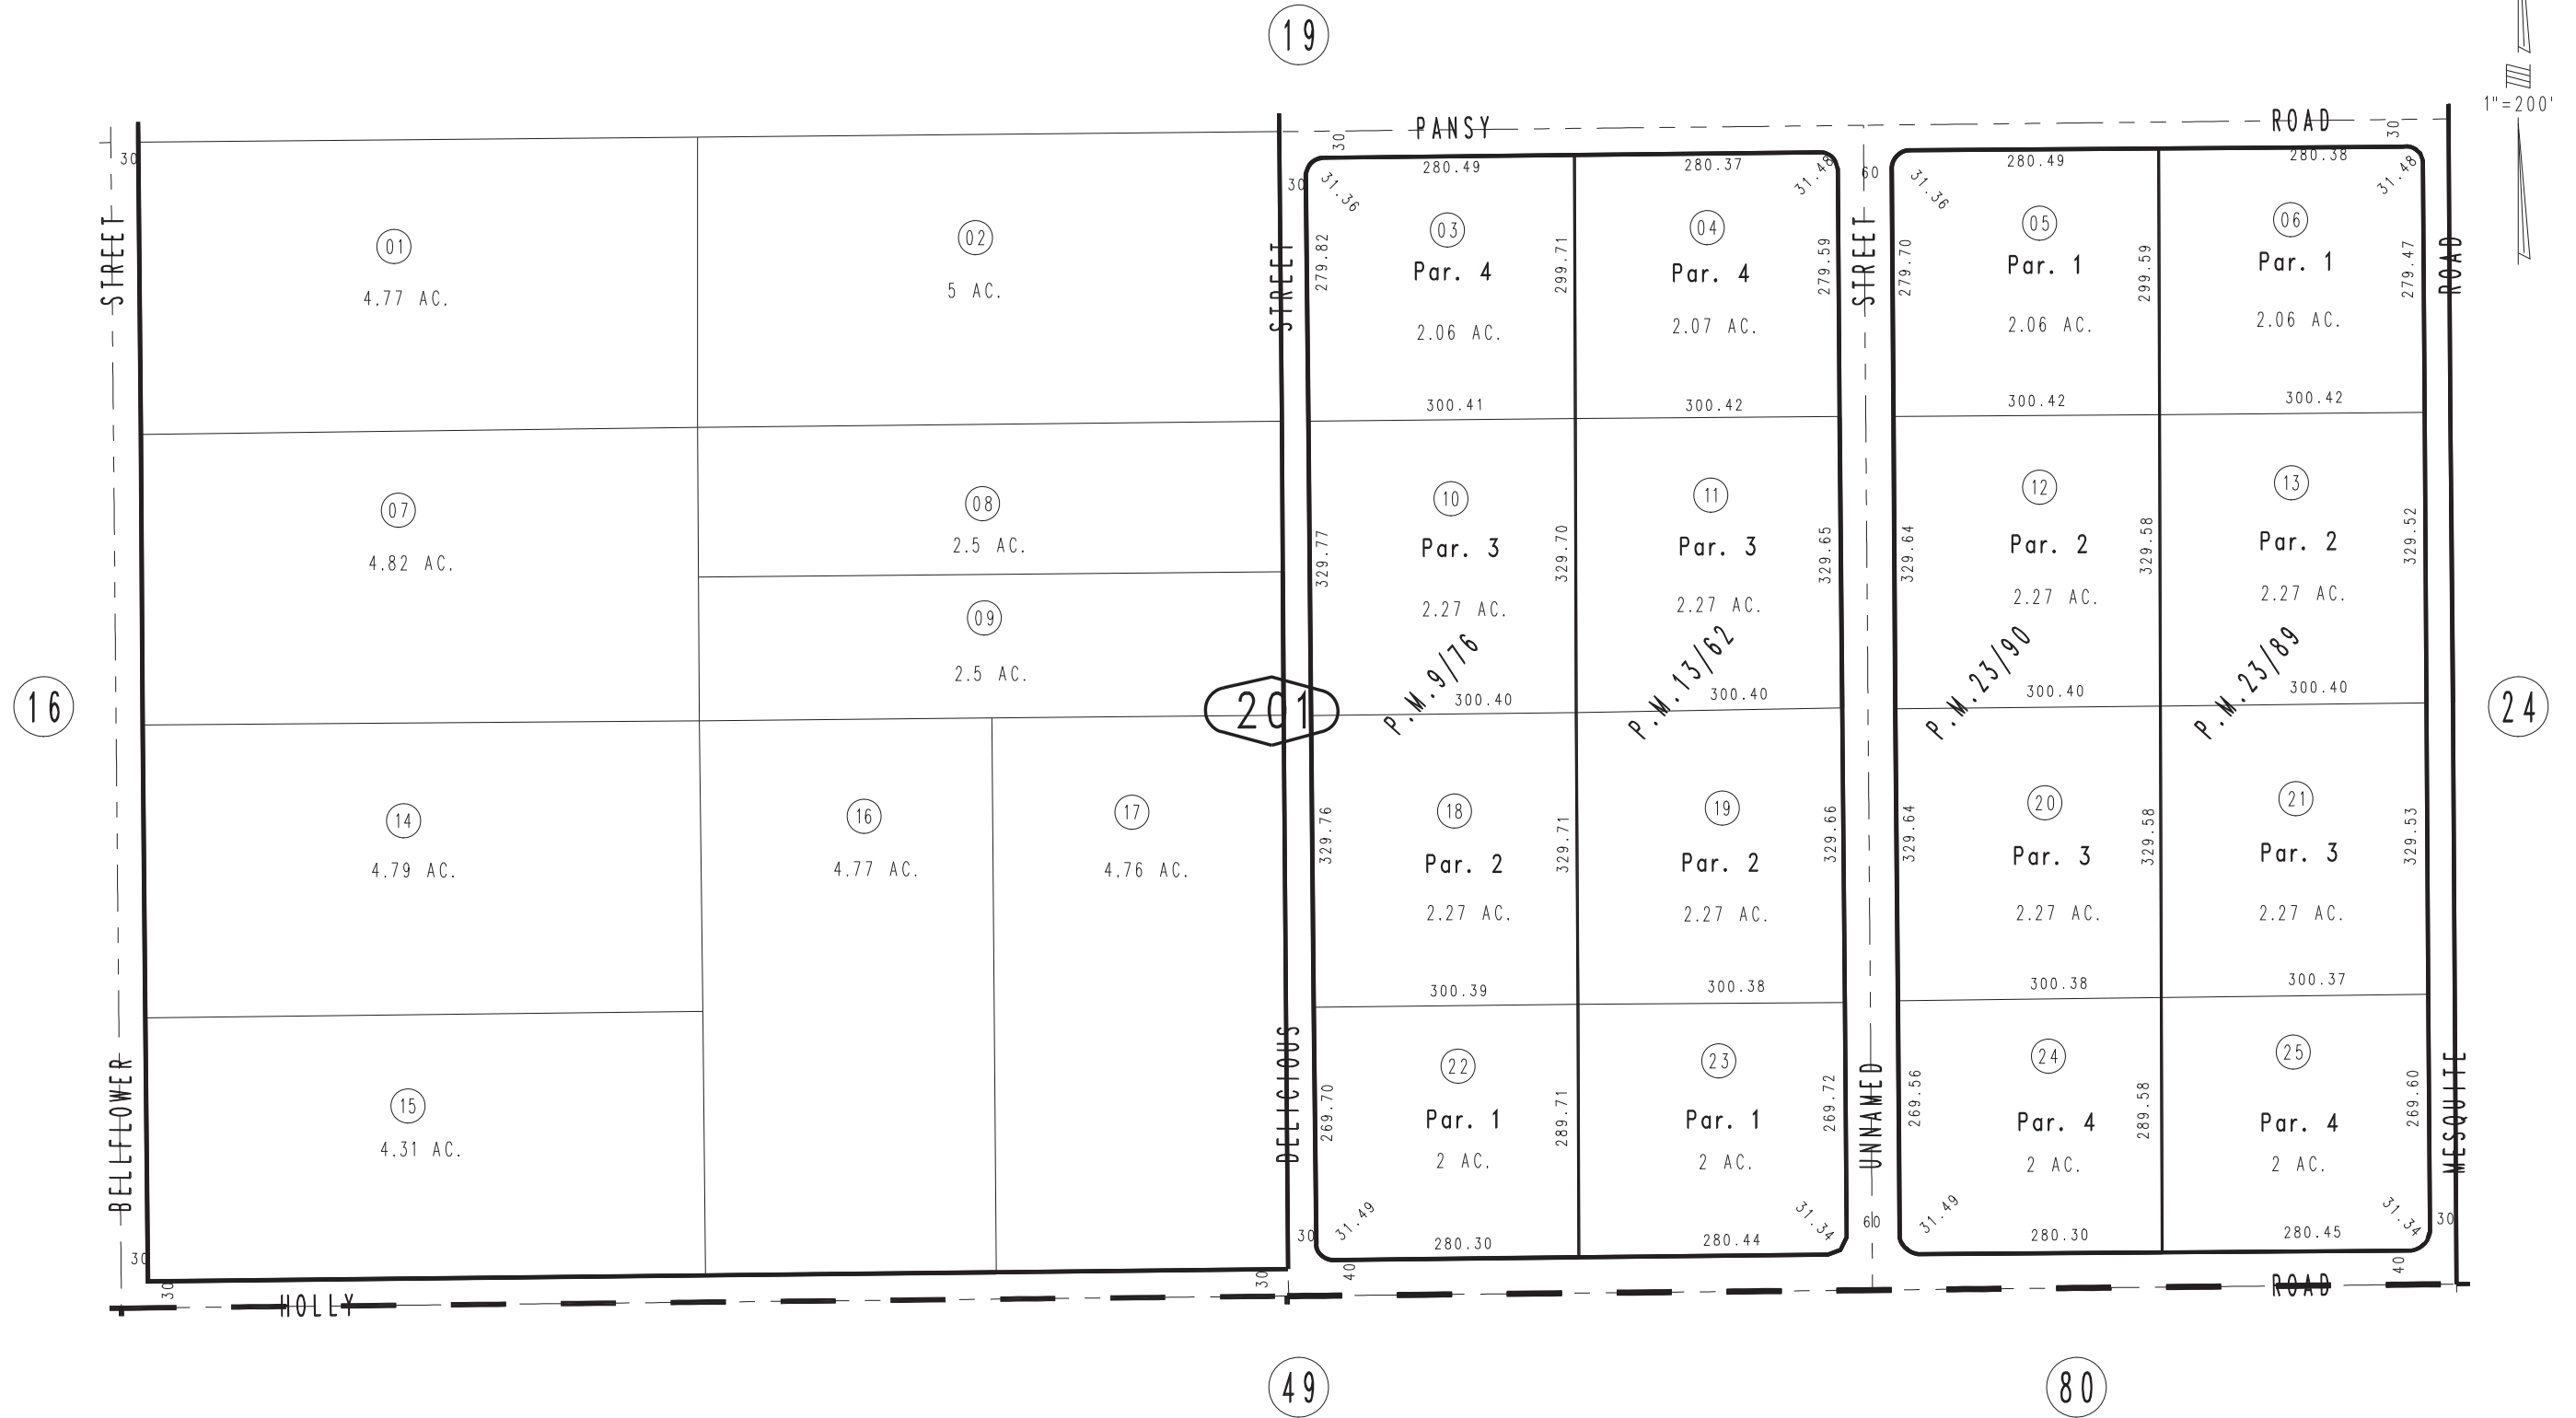 19
1"=200'
PANSY ROAD
30
30
30
30
30
60
STREET
STREET
STREET
ROAD
01
4.77 AC.
02
5 AC.
280.49
31.36
279.82
03
Par. 4
2.06 AC.
299.71
300.41
280.37
31.48
04
Par. 4
2.07 AC.
279.59
300.42
280.49
31.36
279.70
05
Par. 1
2.06 AC.
299.59
300.42
280.38
31.48
06
Par. 1
2.06 AC.
279.47
300.42
07
4.82 AC.
08
2.5 AC.
09
2.5 AC.
329.77
10
Par. 3
2.27 AC.
329.70
P.M.9/76
300.40
11
Par. 3
2.27 AC.
329.65
P.M.13/62
300.40
329.64
12
Par. 2
2.27 AC.
329.58
P.M.23/90
300.40
13
Par. 2
2.27 AC.
329.52
P.M.23/89
300.40
16
201
24
14
4.79 AC.
16
4.77 AC.
17
4.76 AC.
329.76
18
Par. 2
2.27 AC.
329.71
300.39
19
Par. 2
2.27 AC.
329.66
300.38
329.64
20
Par. 3
2.27 AC.
329.58
300.38
21
Par. 3
2.27 AC.
329.53
300.37
BELLFLOWER
DELICIOUS
UNNAMED
MESQUITE
15
4.31 AC.
269.70
22
Par. 1
2 AC.
289.71
31.49
280.30
23
Par. 1
2 AC.
269.72
31.34
280.44
269.56
24
Par. 4
2 AC.
289.58
31.49
280.30
25
Par. 4
2 AC.
269.60
31.34
280.45
30
30
30
30
40
60
30
40
HOLLY ROAD
49
80